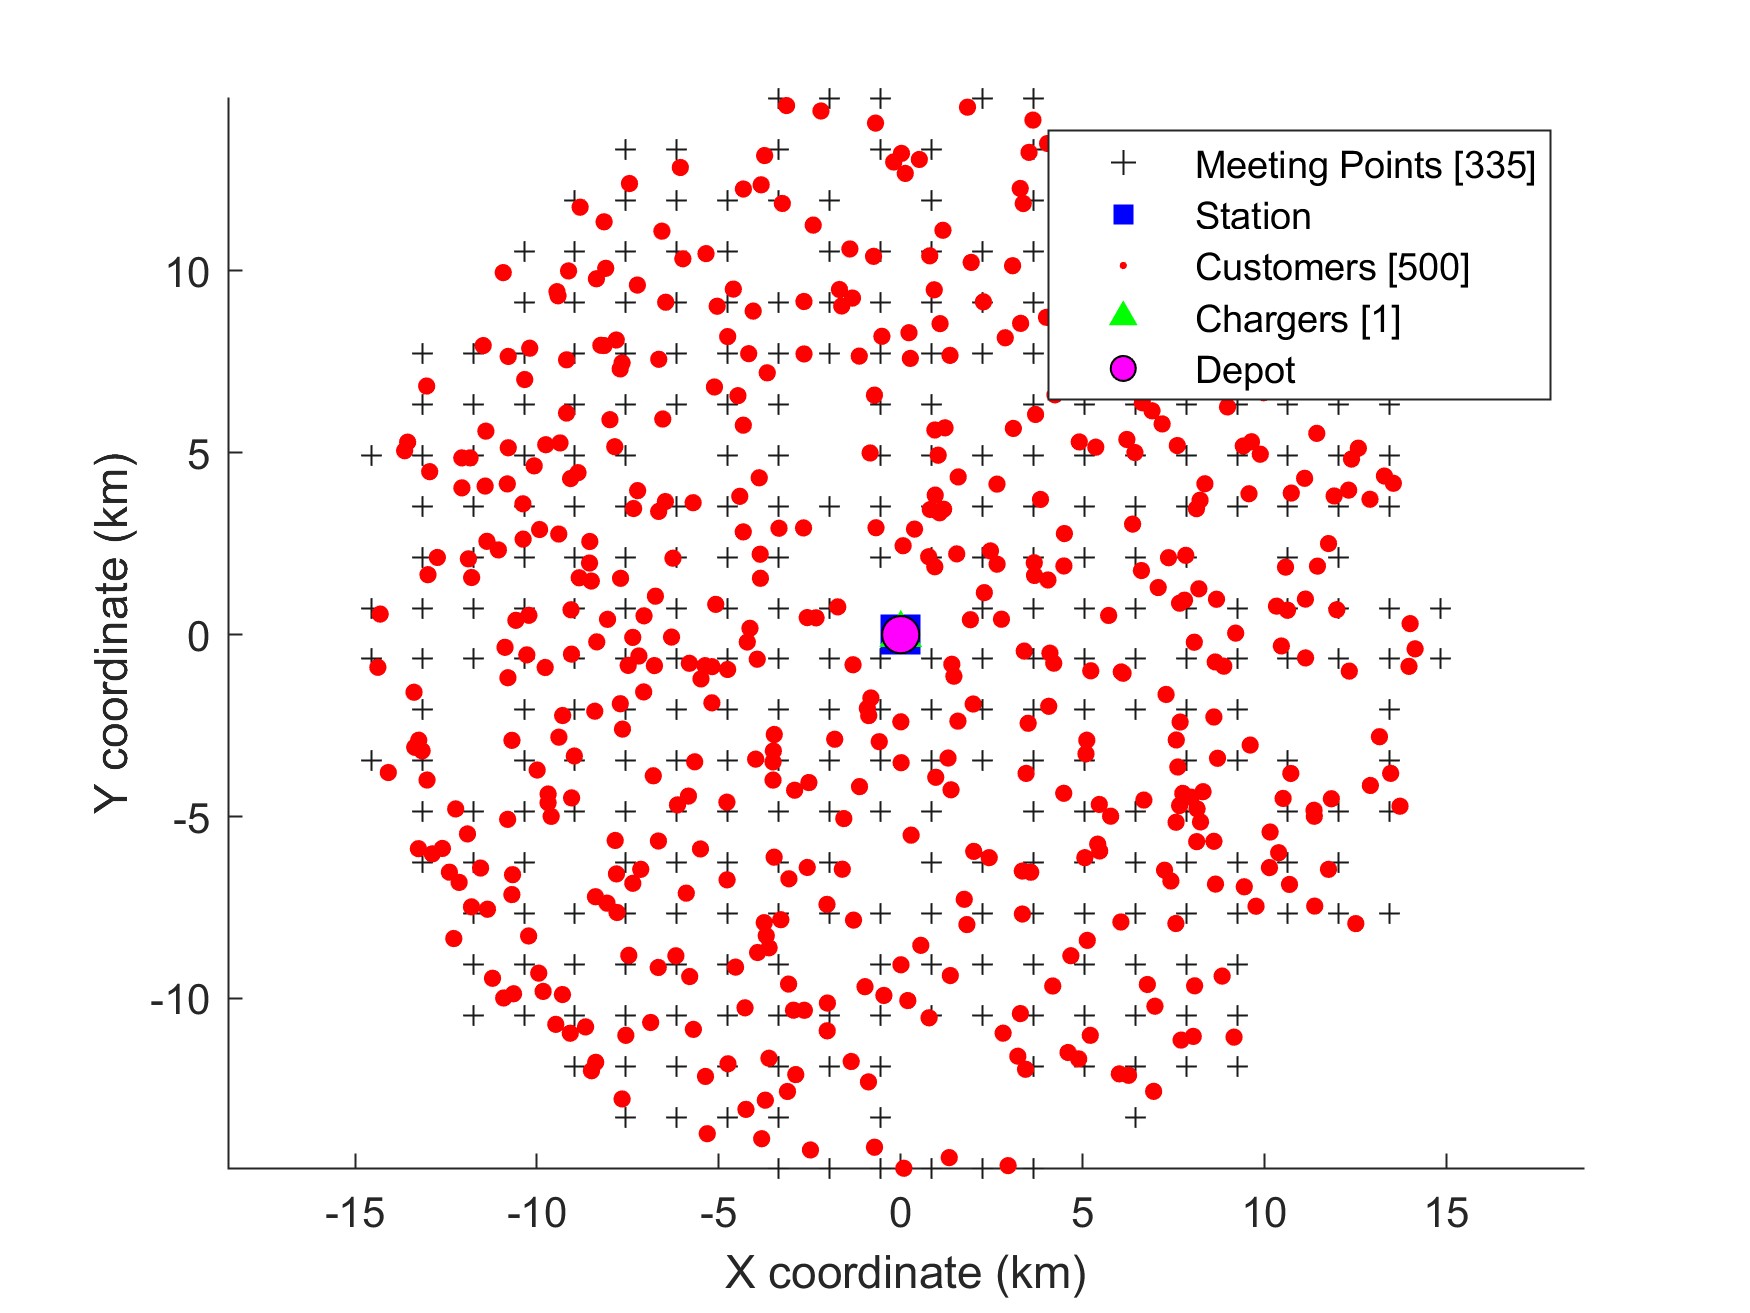 Meeting Points [335]
Station
Customers [500]
Chargers [1]
Depot
10
5
0
-5
-10
Y coordinate (km)
-15 -10 -5 0 5 10 15
X coordinate (km)